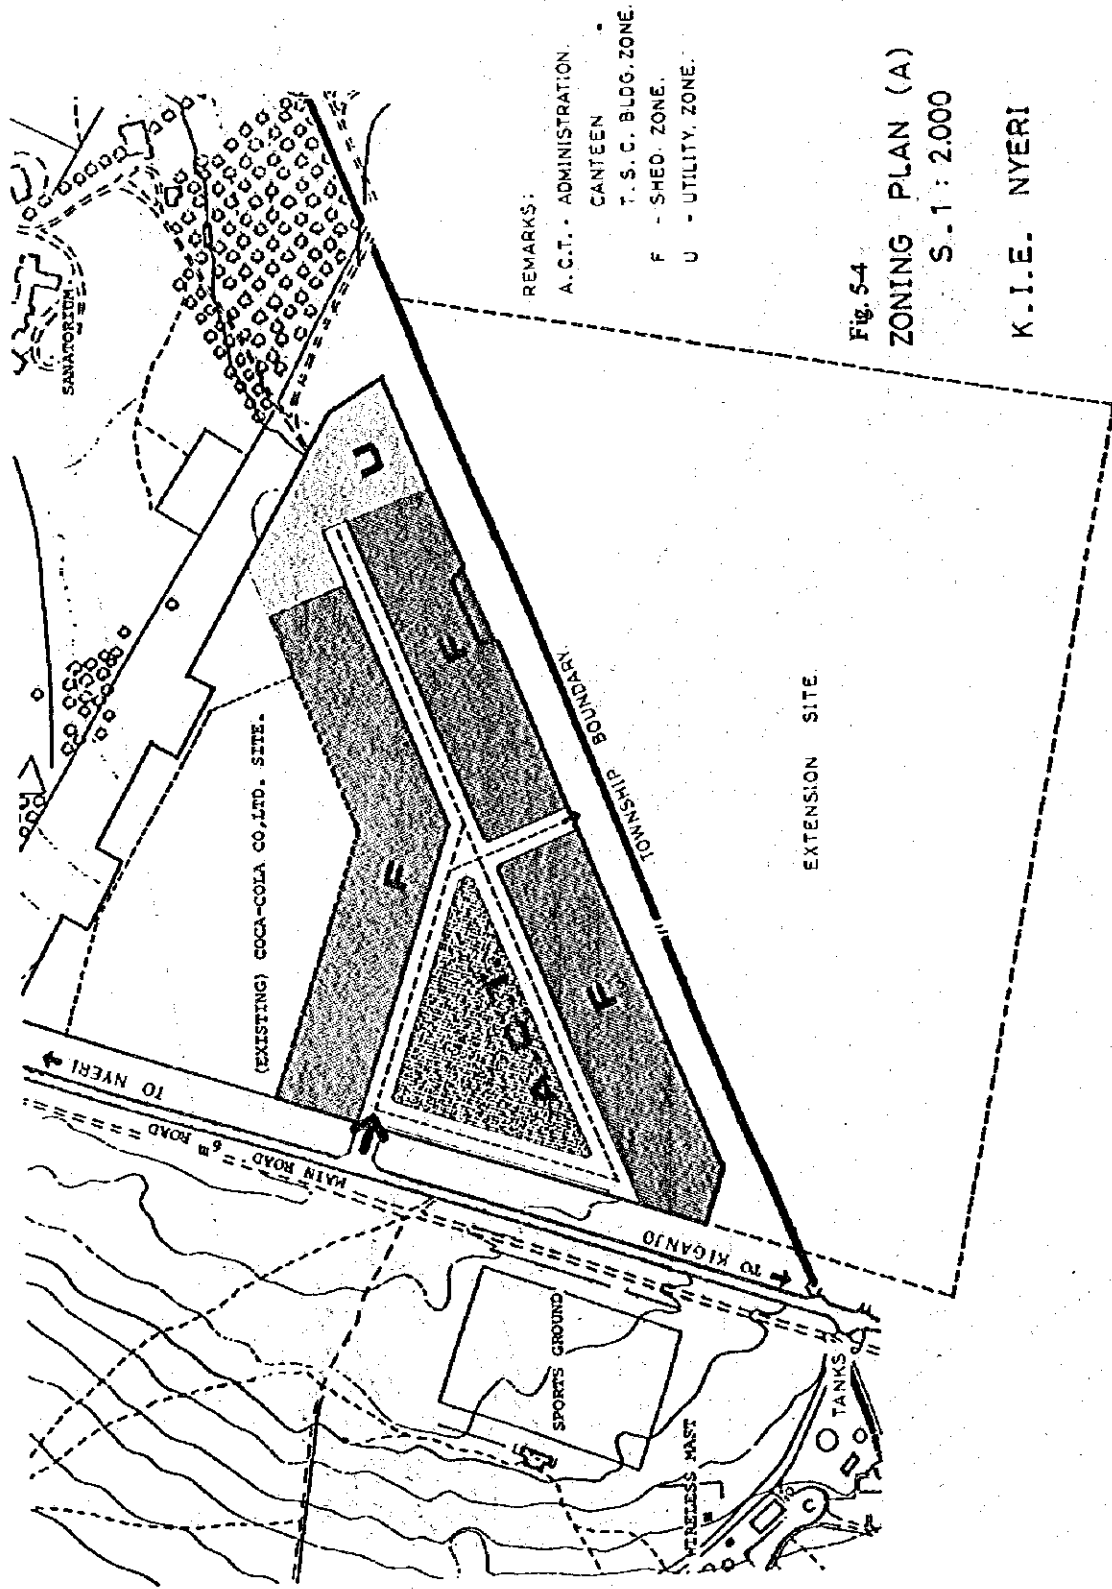 SANATORIUM.
(EXISTING) COCA-COLA CO,LTD. SITE.
TO NYERI
6m ROAD
MAIN ROAD
TO KIGANJO
SPORTS GROUND
WIRELESS MAST
TANKS
C
F
F
F
U
A.C.T.
TOWNSHIP BOUNDARY.
EXTENSION SITE
REMARKS:
A.C.T. - ADMINISTRATION.
CANTEEN
T.S.C. BLDG. ZONE.
F - SHED. ZONE.
U - UTILITY. ZONE.
Fig. 5-4
ZONING PLAN (A)
S_1 : 2.000
K.I.E. NYERI